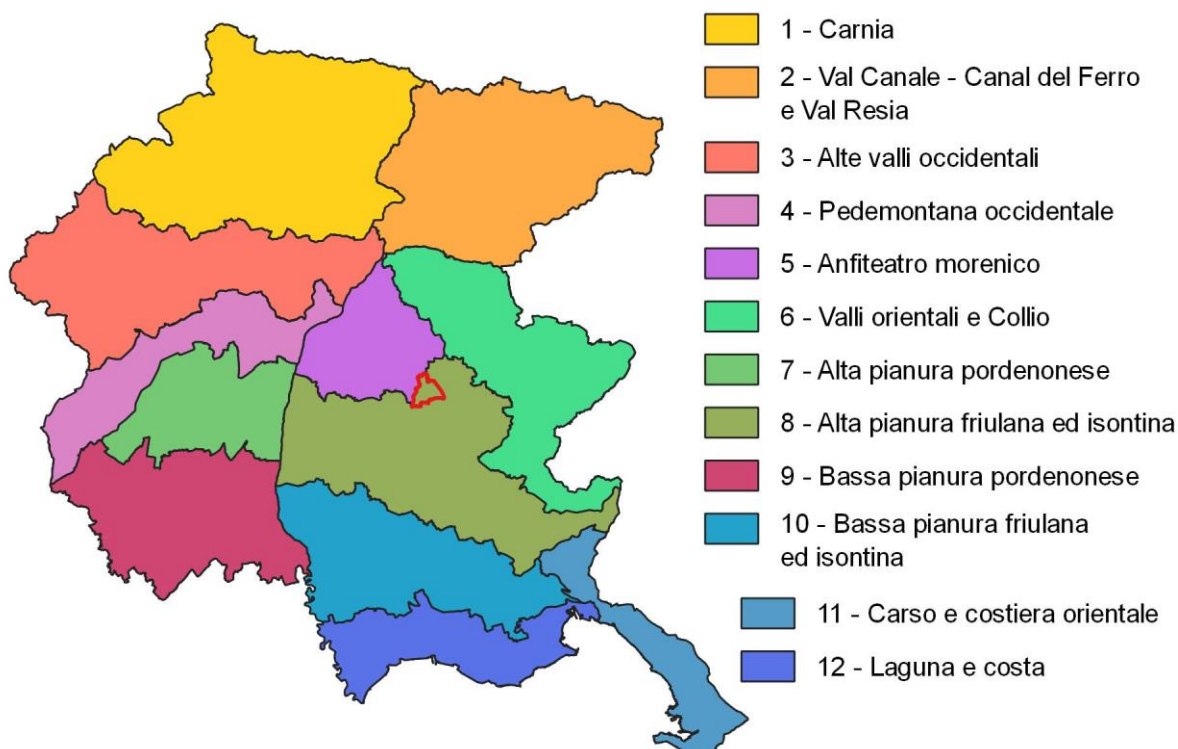 1 - Carnia
2 - Val Canale - Canal del Ferro
e Val Resia
3 - Alte valli occidentali
4 - Pedemontana occidentale
5 - Anfiteatro morenico
6 - Valli orientali e Collio
7 - Alta pianura pordenonese
8 - Alta pianura friulana ed isontina
9 - Bassa pianura pordenonese
10 - Bassa pianura friulana
ed isontina
11 - Carso e costiera orientale
12 - Laguna e costa